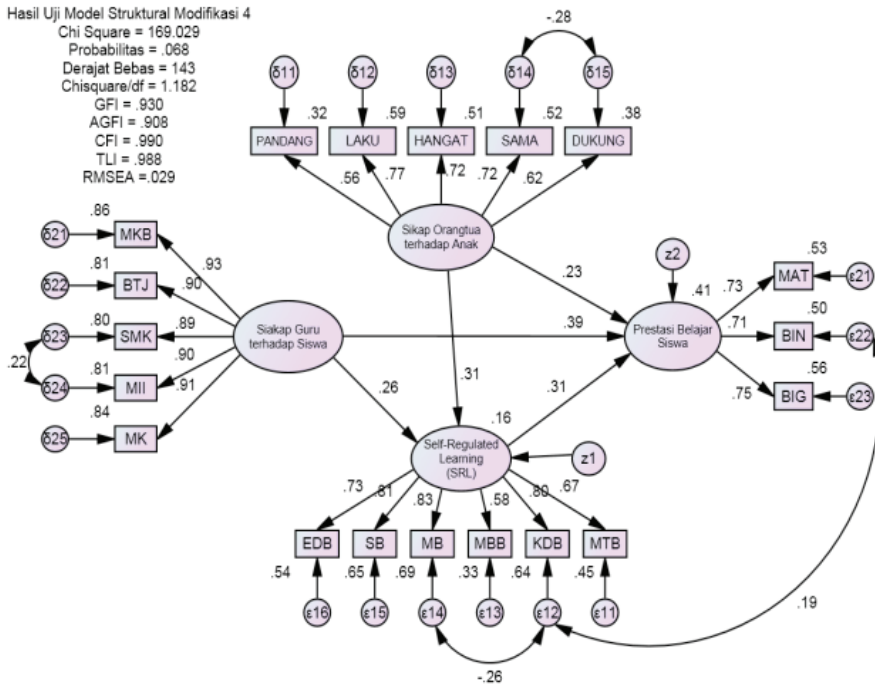 Hasil Uji Model Struktural Modifikasi 4
Chi Square = 169.029
Probabilitas = .068
Derajat Bebas = 143
Chisquare/df = 1.182
GFI = .930
AGFI = .908
CFI = .990
TLI = .988
RMSEA =.029
-.28
δ11
δ12
δ13
δ14
δ15
.32
.59
.51
.52
.38
PANDANG
LAKU
HANGAT
SAMA
DUKUNG
.56
.77
.72
.72
.62
Sikap Orangtua
terhadap Anak
.86
δ21
MKB
.93
.81
δ22
BTJ
.90
.80
δ23
SMK
.89
.22
.81
δ24
MII
.90
.84
δ25
MK
.91
Siakap Guru
terhadap Siswa
.23
.39
.26
.31
.31
z2
.41
Prestasi Belajar
Siswa
.73
.53
MAT
ε21
.71
.50
BIN
ε22
.75
.56
BIG
ε23
.16
Self-Regulated
Learning
(SRL)
z1
.73
.81
.83
.58
.80
.67
EDB
SB
MB
MBB
KDB
MTB
.54
.65
.69
.33
.64
.45
ε16
ε15
ε14
ε13
ε12
ε11
.19
-.26